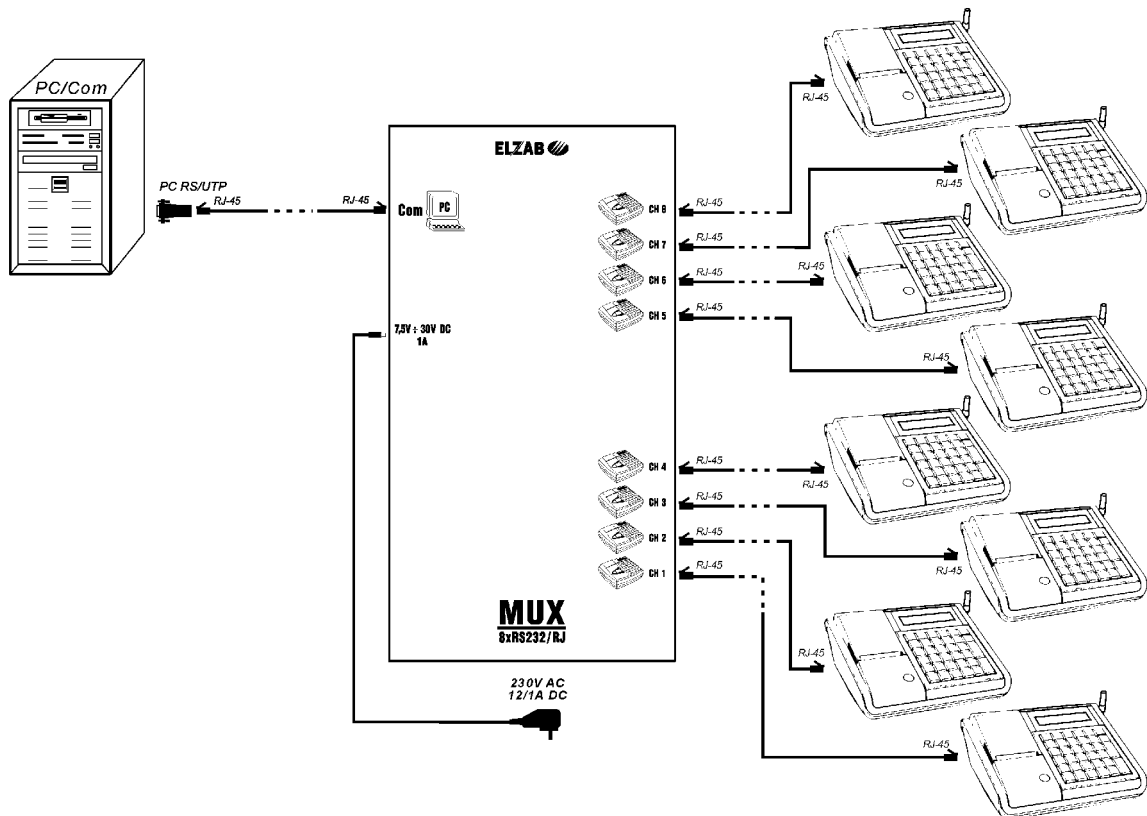 PC/Com
PC RS/UTP
RJ-45
RJ-45
ELZAB
Com PC
7,5V ÷ 30V DC
1A
CH 8
RJ-45
RJ-45
CH 7
RJ-45
RJ-45
CH 6
RJ-45
RJ-45
CH 5
RJ-45
RJ-45
CH 4
RJ-45
RJ-45
CH 3
RJ-45
RJ-45
CH 2
RJ-45
RJ-45
CH 1
RJ-45
RJ-45
MUX
8xRS232/RJ
230V AC
12/1A DC